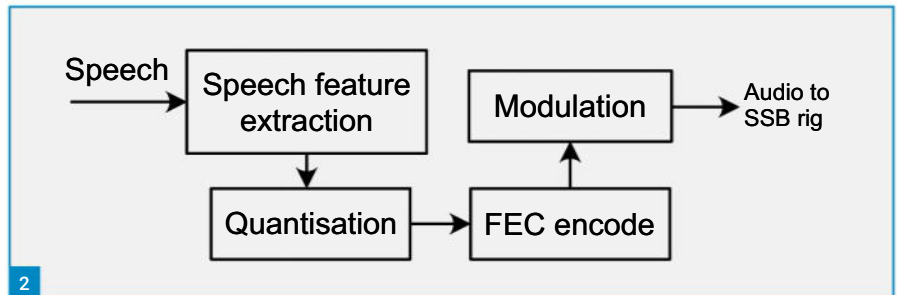 Speech
Speech feature
extraction
Quantisation
FEC encode
Modulation
Audio to
SSB rig
2